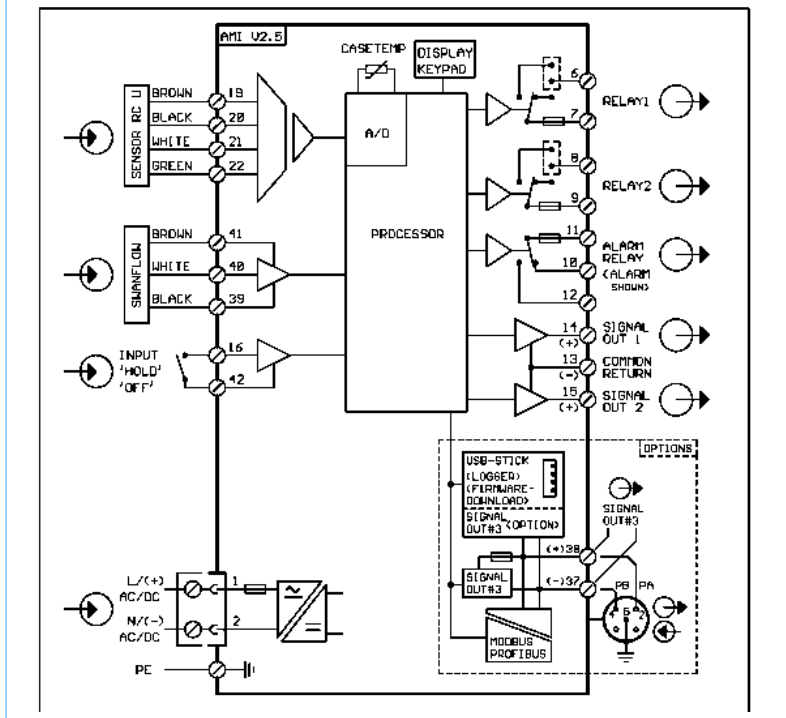 AMI V2.5
CASETEMP
DISPLAY
KEYPAD
A/D
PROCESSOR
SENSOR RC U
BROWN 19
BLACK 20
WHITE 21
GREEN 22
SWANFLOW
BROWN 41
WHITE 40
BLACK 39
INPUT
'HOLD'
'OFF'
16
42
6
RELAY1
7
8
RELAY2
9
11
ALARM
RELAY
10
(ALARM
SHOWN)
12
14
(+)
SIGNAL
OUT 1
13
(-)
COMMON
RETURN
15
(+)
SIGNAL
OUT 2
OPTIONS
USB-STICK
(LOGGER)
(FIRMWARE-
DOWNLOAD)
SIGNAL
OUT#3 (OPTION)
SIGNAL
OUT#3
(+)38
SIGNAL
OUT#3
(-)37
PB PA
4 5 2
MODBUS
PROFIBUS
L/(+)
AC/DC
1
N/(-)
AC/DC
2
PE